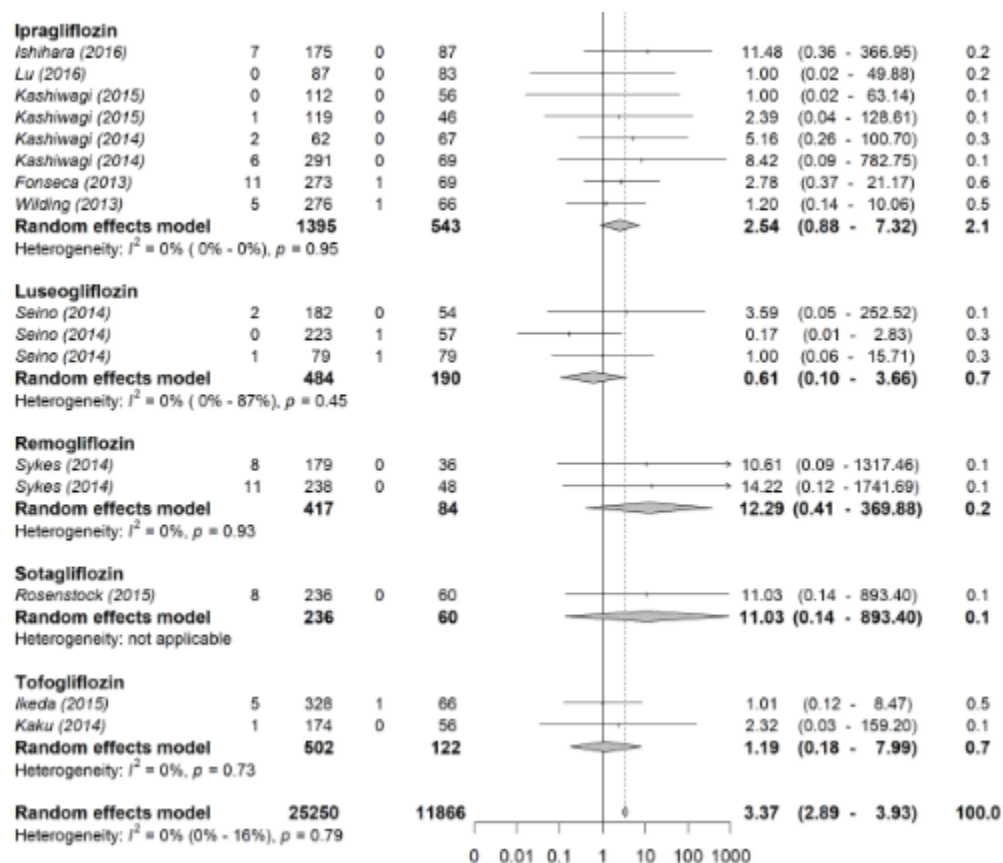 Ipragliflozin
Ishihara (2016) 7 175 0 87 11.48 (0.36 - 366.95) 0.2
Lu (2016) 0 87 0 83 1.00 (0.02 - 49.88) 0.2
Kashiwagi (2015) 0 112 0 56 1.00 (0.02 - 63.14) 0.1
Kashiwagi (2015) 1 119 0 46 2.39 (0.04 - 128.61) 0.1
Kashiwagi (2014) 2 62 0 67 5.16 (0.26 - 100.70) 0.3
Kashiwagi (2014) 6 291 0 69 8.42 (0.09 - 782.75) 0.1
Fonseca (2013) 11 273 1 69 2.78 (0.37 - 21.17) 0.6
Wilding (2013) 5 276 1 66 1.20 (0.14 - 10.06) 0.5
Random effects model 1395 543 2.54 (0.88 - 7.32) 2.1
Heterogeneity: I² = 0% ( 0% - 0%), p = 0.95
Luseogliflozin
Seino (2014) 2 182 0 54 3.59 (0.05 - 252.52) 0.1
Seino (2014) 0 223 1 57 0.17 (0.01 - 2.83) 0.3
Seino (2014) 1 79 1 79 1.00 (0.06 - 15.71) 0.3
Random effects model 484 190 0.61 (0.10 - 3.66) 0.7
Heterogeneity: I² = 0% ( 0% - 87%), p = 0.45
Remogliflozin
Sykes (2014) 8 179 0 36 10.61 (0.09 - 1317.46) 0.1
Sykes (2014) 11 238 0 48 14.22 (0.12 - 1741.69) 0.1
Random effects model 417 84 12.29 (0.41 - 369.88) 0.2
Heterogeneity: I² = 0%, p = 0.93
Sotagliflozin
Rosenstock (2015) 8 236 0 60 11.03 (0.14 - 893.40) 0.1
Random effects model 236 60 11.03 (0.14 - 893.40) 0.1
Heterogeneity: not applicable
Tofogliflozin
Ikeda (2015) 5 328 1 66 1.01 (0.12 - 8.47) 0.5
Kaku (2014) 1 174 0 56 2.32 (0.03 - 159.20) 0.1
Random effects model 502 122 1.19 (0.18 - 7.99) 0.7
Heterogeneity: I² = 0%, p = 0.73
Random effects model 25250 11866 3.37 (2.89 - 3.93) 100.0
Heterogeneity: I² = 0% (0% - 16%), p = 0.79
0 0.01 0.1 1 10 100 1000